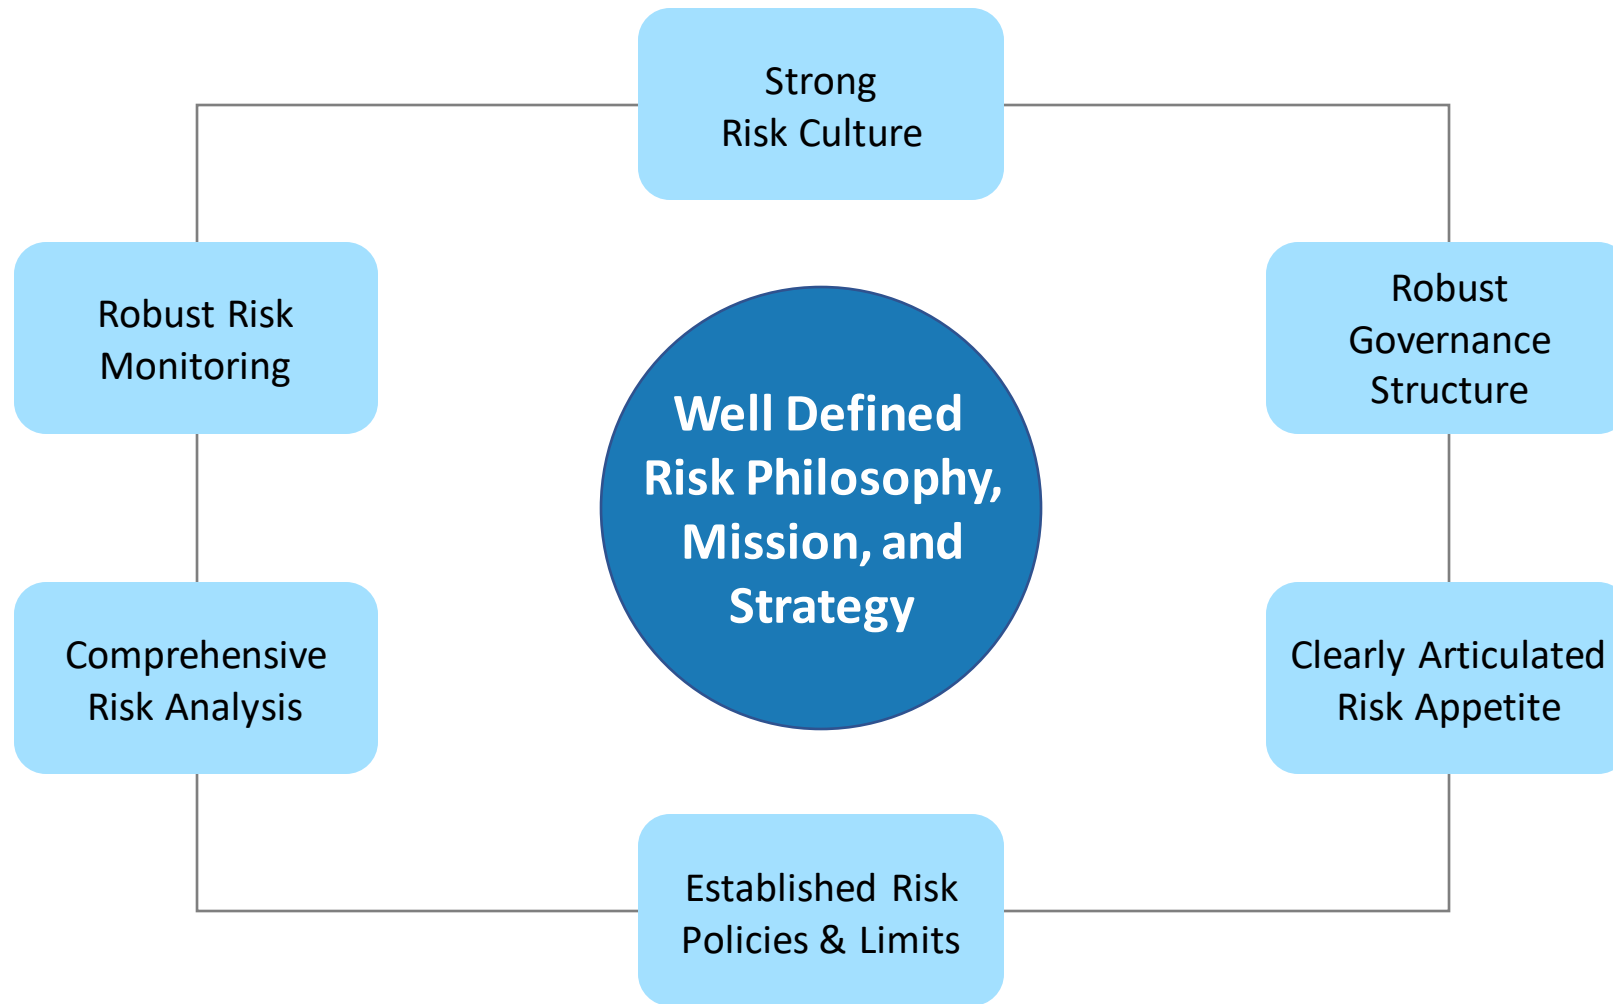 Strong
Risk Culture
Robust Risk
Monitoring
Robust
Governance
Structure
Well Defined
Risk Philosophy,
Mission, and
Strategy
Comprehensive
Risk Analysis
Clearly Articulated
Risk Appetite
Established Risk
Policies & Limits